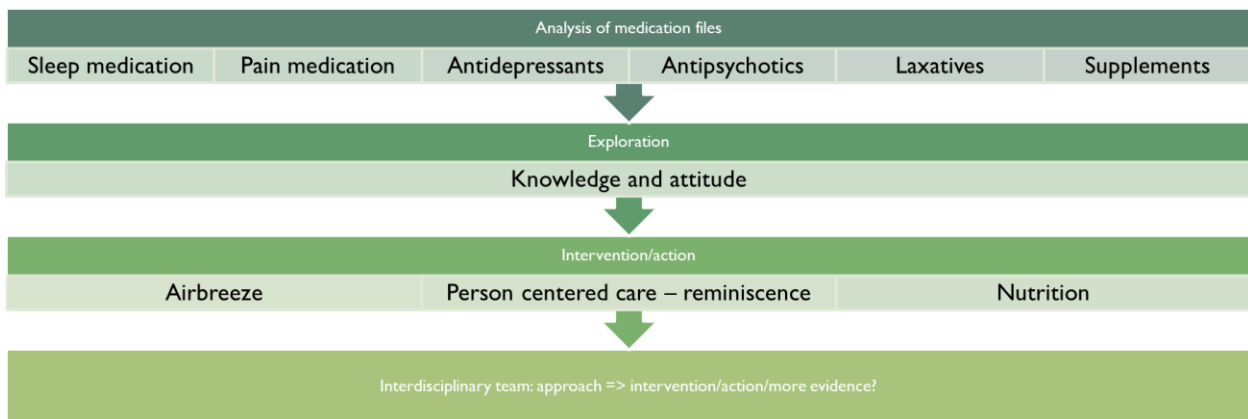 Analysis of medication files
Sleep medication Pain medication Antidepressants Antipsychotics Laxatives Supplements
Exploration
Knowledge and attitude
Intervention/action
Airbreeze Person centered care – reminiscence Nutrition
Interdisciplinary team: approach => intervention/action/more evidence?